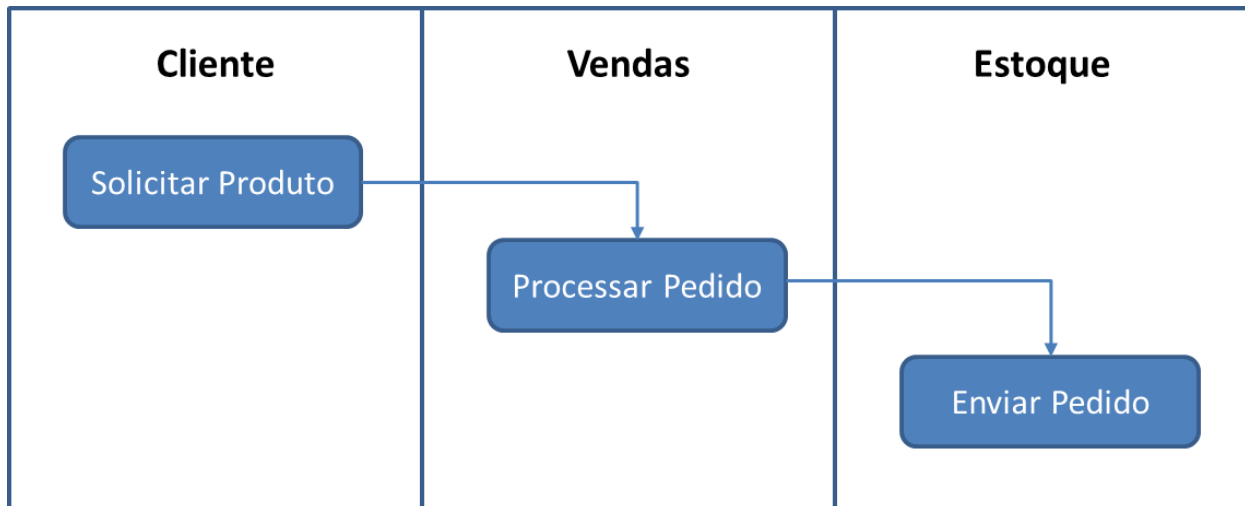 Cliente
Vendas
Estoque
Solicitar Produto
Processar Pedido
Enviar Pedido